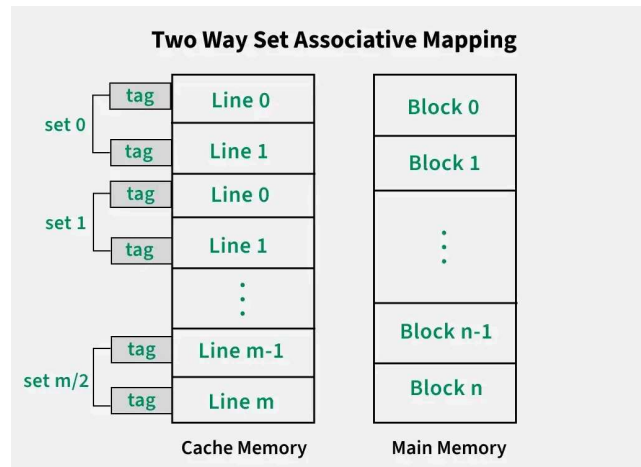 Two Way Set Associative Mapping
set 0
tag
Line 0
tag
Line 1
set 1
tag
Line 0
tag
Line 1
set m/2
tag
Line m-1
tag
Line m
Cache Memory
Block 0
Block 1
Block n-1
Block n
Main Memory